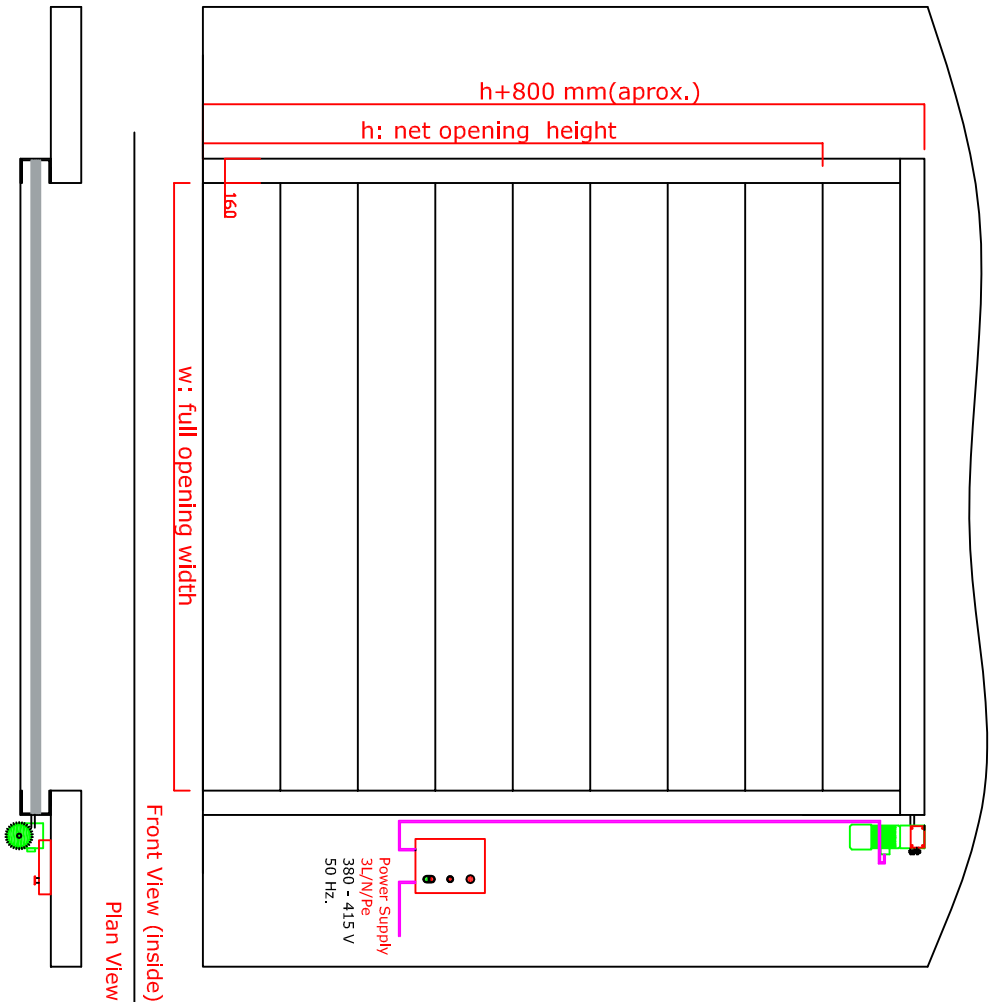 h+800 mm(aprox.)
h: net opening height
160
w: full opening width
Power Supply
3L/N/Pe
380 - 415 V
50 Hz.
Front View (inside)
Plan View